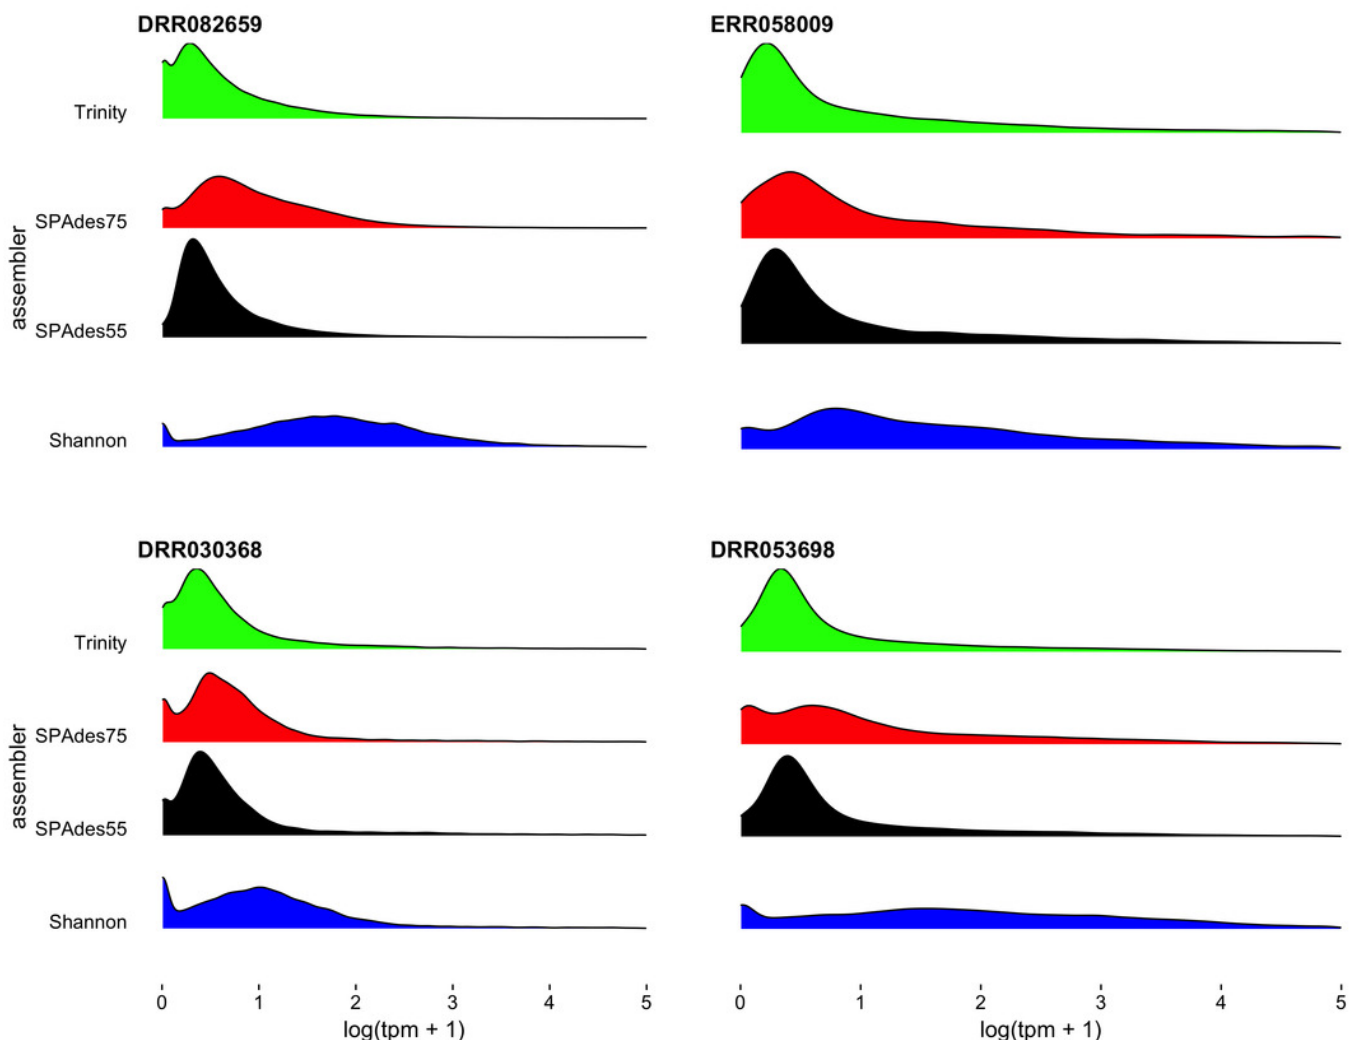 DRR082659
ERR058009
Trinity
SPAdes75
SPAdes55
Shannon
assembler
DRR030368
DRR053698
Trinity
SPAdes75
SPAdes55
Shannon
assembler
0 1 2 3 4 5
0 1 2 3 4 5
log(tpm + 1)
log(tpm + 1)